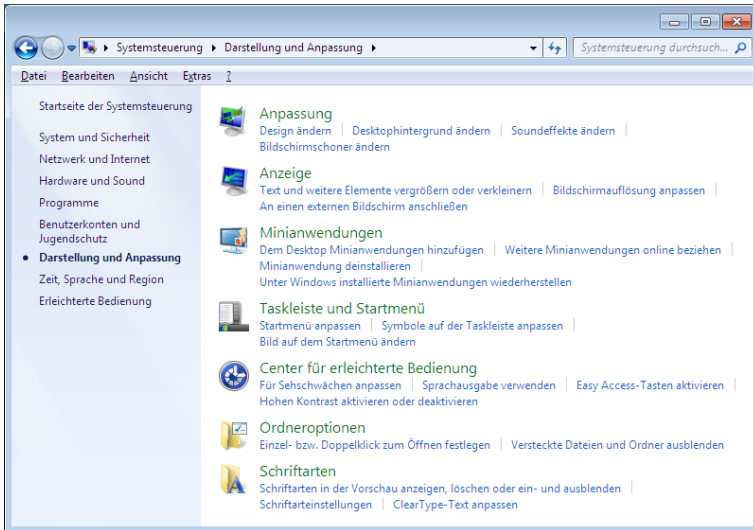 Systemsteuerung Darstellung und Anpassung Systemsteuerung durchsuch...
Datei Bearbeiten Ansicht Extras ?
Startseite der Systemsteuerung
System und Sicherheit
Netzwerk und Internet
Hardware und Sound
Programme
Benutzerkonten und
Jugendschutz
Darstellung und Anpassung
Zeit, Sprache und Region
Erleichterte Bedienung
Anpassung
Design ändern Desktophintergrund ändern Soundeffekte ändern
Bildschirmschoner ändern
Anzeige
Text und weitere Elemente vergrößern oder verkleinern Bildschirmauflösung anpassen
An einen externen Bildschirm anschließen
Minianwendungen
Dem Desktop Minianwendungen hinzufügen Weitere Minianwendungen online beziehen
Minianwendung deinstallieren
Unter Windows installierte Minianwendungen wiederherstellen
Taskleiste und Startmenü
Startmenü anpassen Symbole auf der Taskleiste anpassen
Bild auf dem Startmenü ändern
Center für erleichterte Bedienung
Für Sehschwächen anpassen Sprachausgabe verwenden Easy Access-Tasten aktivieren
Hohen Kontrast aktivieren oder deaktivieren
Ordneroptionen
Einzel- bzw. Doppelklick zum Öffnen festlegen Versteckte Dateien und Ordner ausblenden
Schriftarten
Schriftarten in der Vorschau anzeigen, löschen oder ein- und ausblenden
Schriftarteinstellungen ClearType-Text anpassen